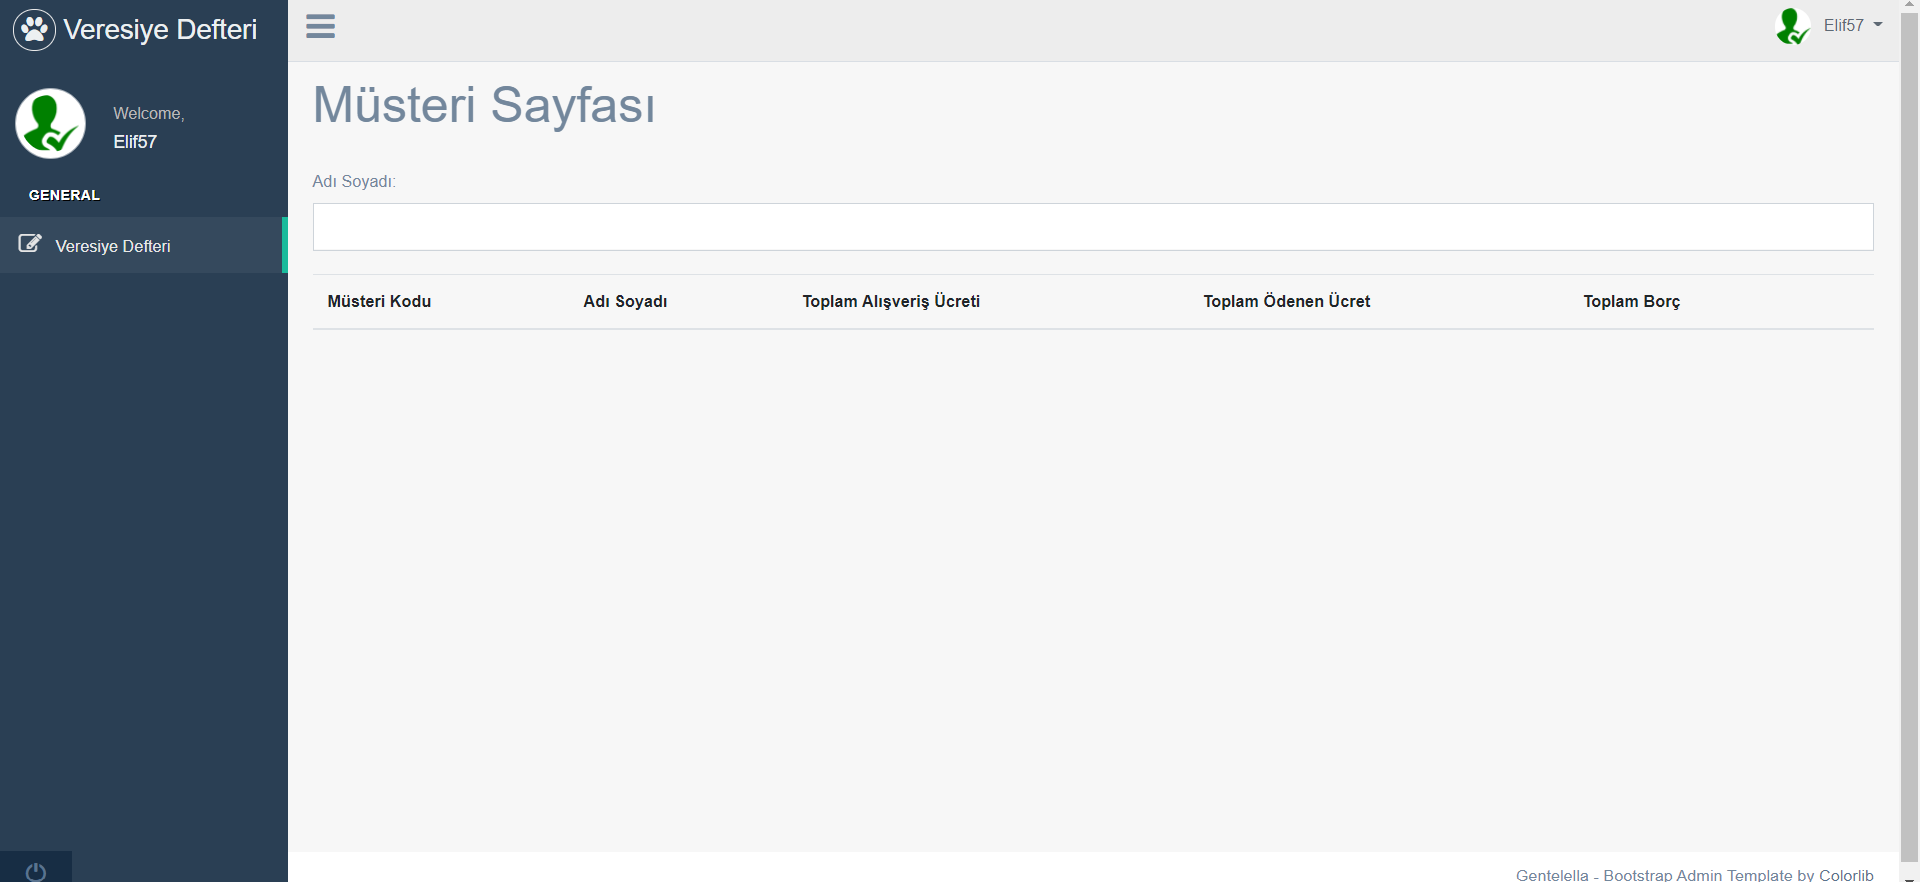 Veresiye Defteri
Elif57
Welcome,
Elif57
GENERAL
Veresiye Defteri
Müsteri Sayfası
Adı Soyadı:
Müsteri Kodu Adı Soyadı Toplam Alışveriş Ücreti Toplam Ödenen Ücret Toplam Borç
Gentelella - Bootstrap Admin Template by Colorlib